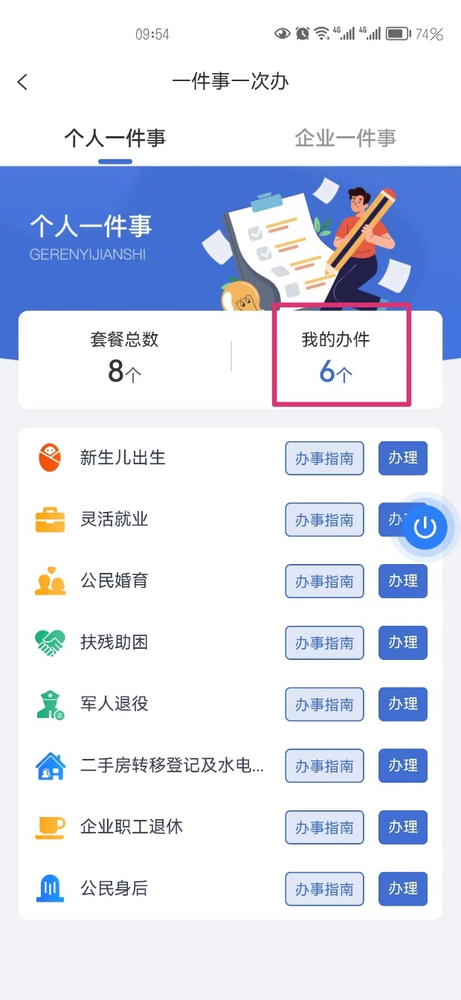 09:54
4G 4G 74%
一件事一次办
个人一件事 企业一件事
个人一件事
GERENYIJIANSHI
套餐总数 我的办件
8个 6个
新生儿出生 办事指南 办理
灵活就业 办事指南 办
公民婚育 办事指南 办理
扶残助困 办事指南 办理
军人退役 办事指南 办理
二手房转移登记及水电... 办事指南 办理
企业职工退休 办事指南 办理
公民身后 办事指南 办理